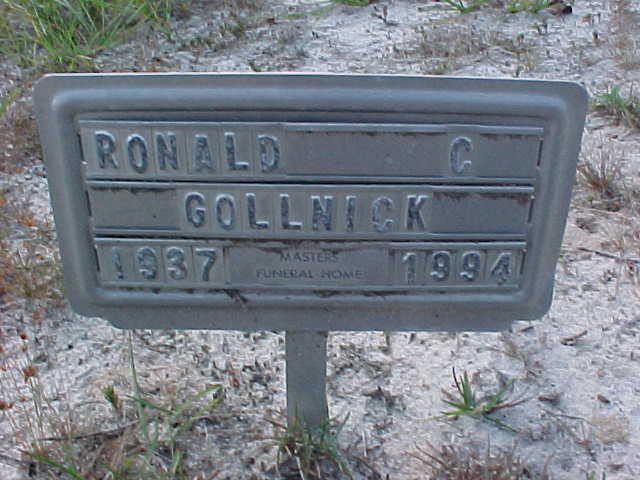 RONALD C
GOLLNICK
1937 MASTERS FUNERAL HOME 1994